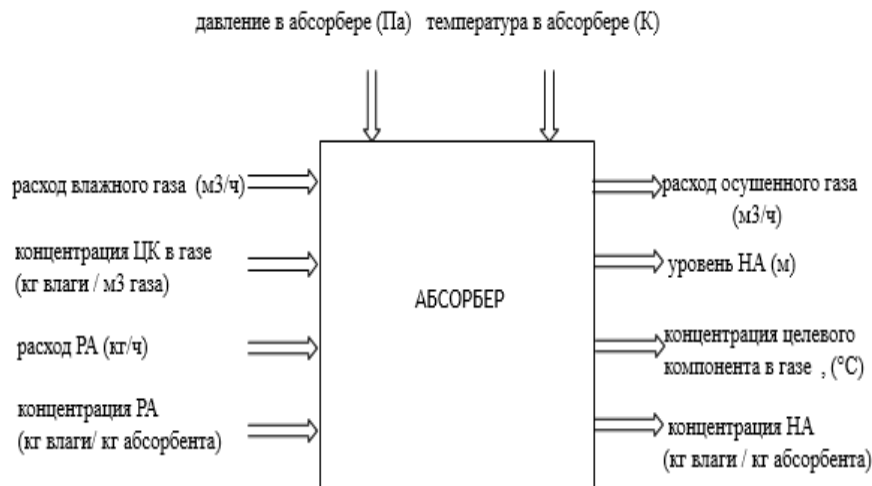 давление в абсорбере (Па) температура в абсорбере (К)
расход влажного газа (м3/ч)
концентрация ЦК в газе
(кг влаги / м3 газа)
расход РА (кг/ч)
концентрация РА
(кг влаги/ кг абсорбента)
АБСОРБЕР
расход осушенного газа
(м3/ч)
уровень НА (м)
концентрация целевого
компонента в газе , (°С)
концентрация НА
(кг влаги / кг абсорбента)